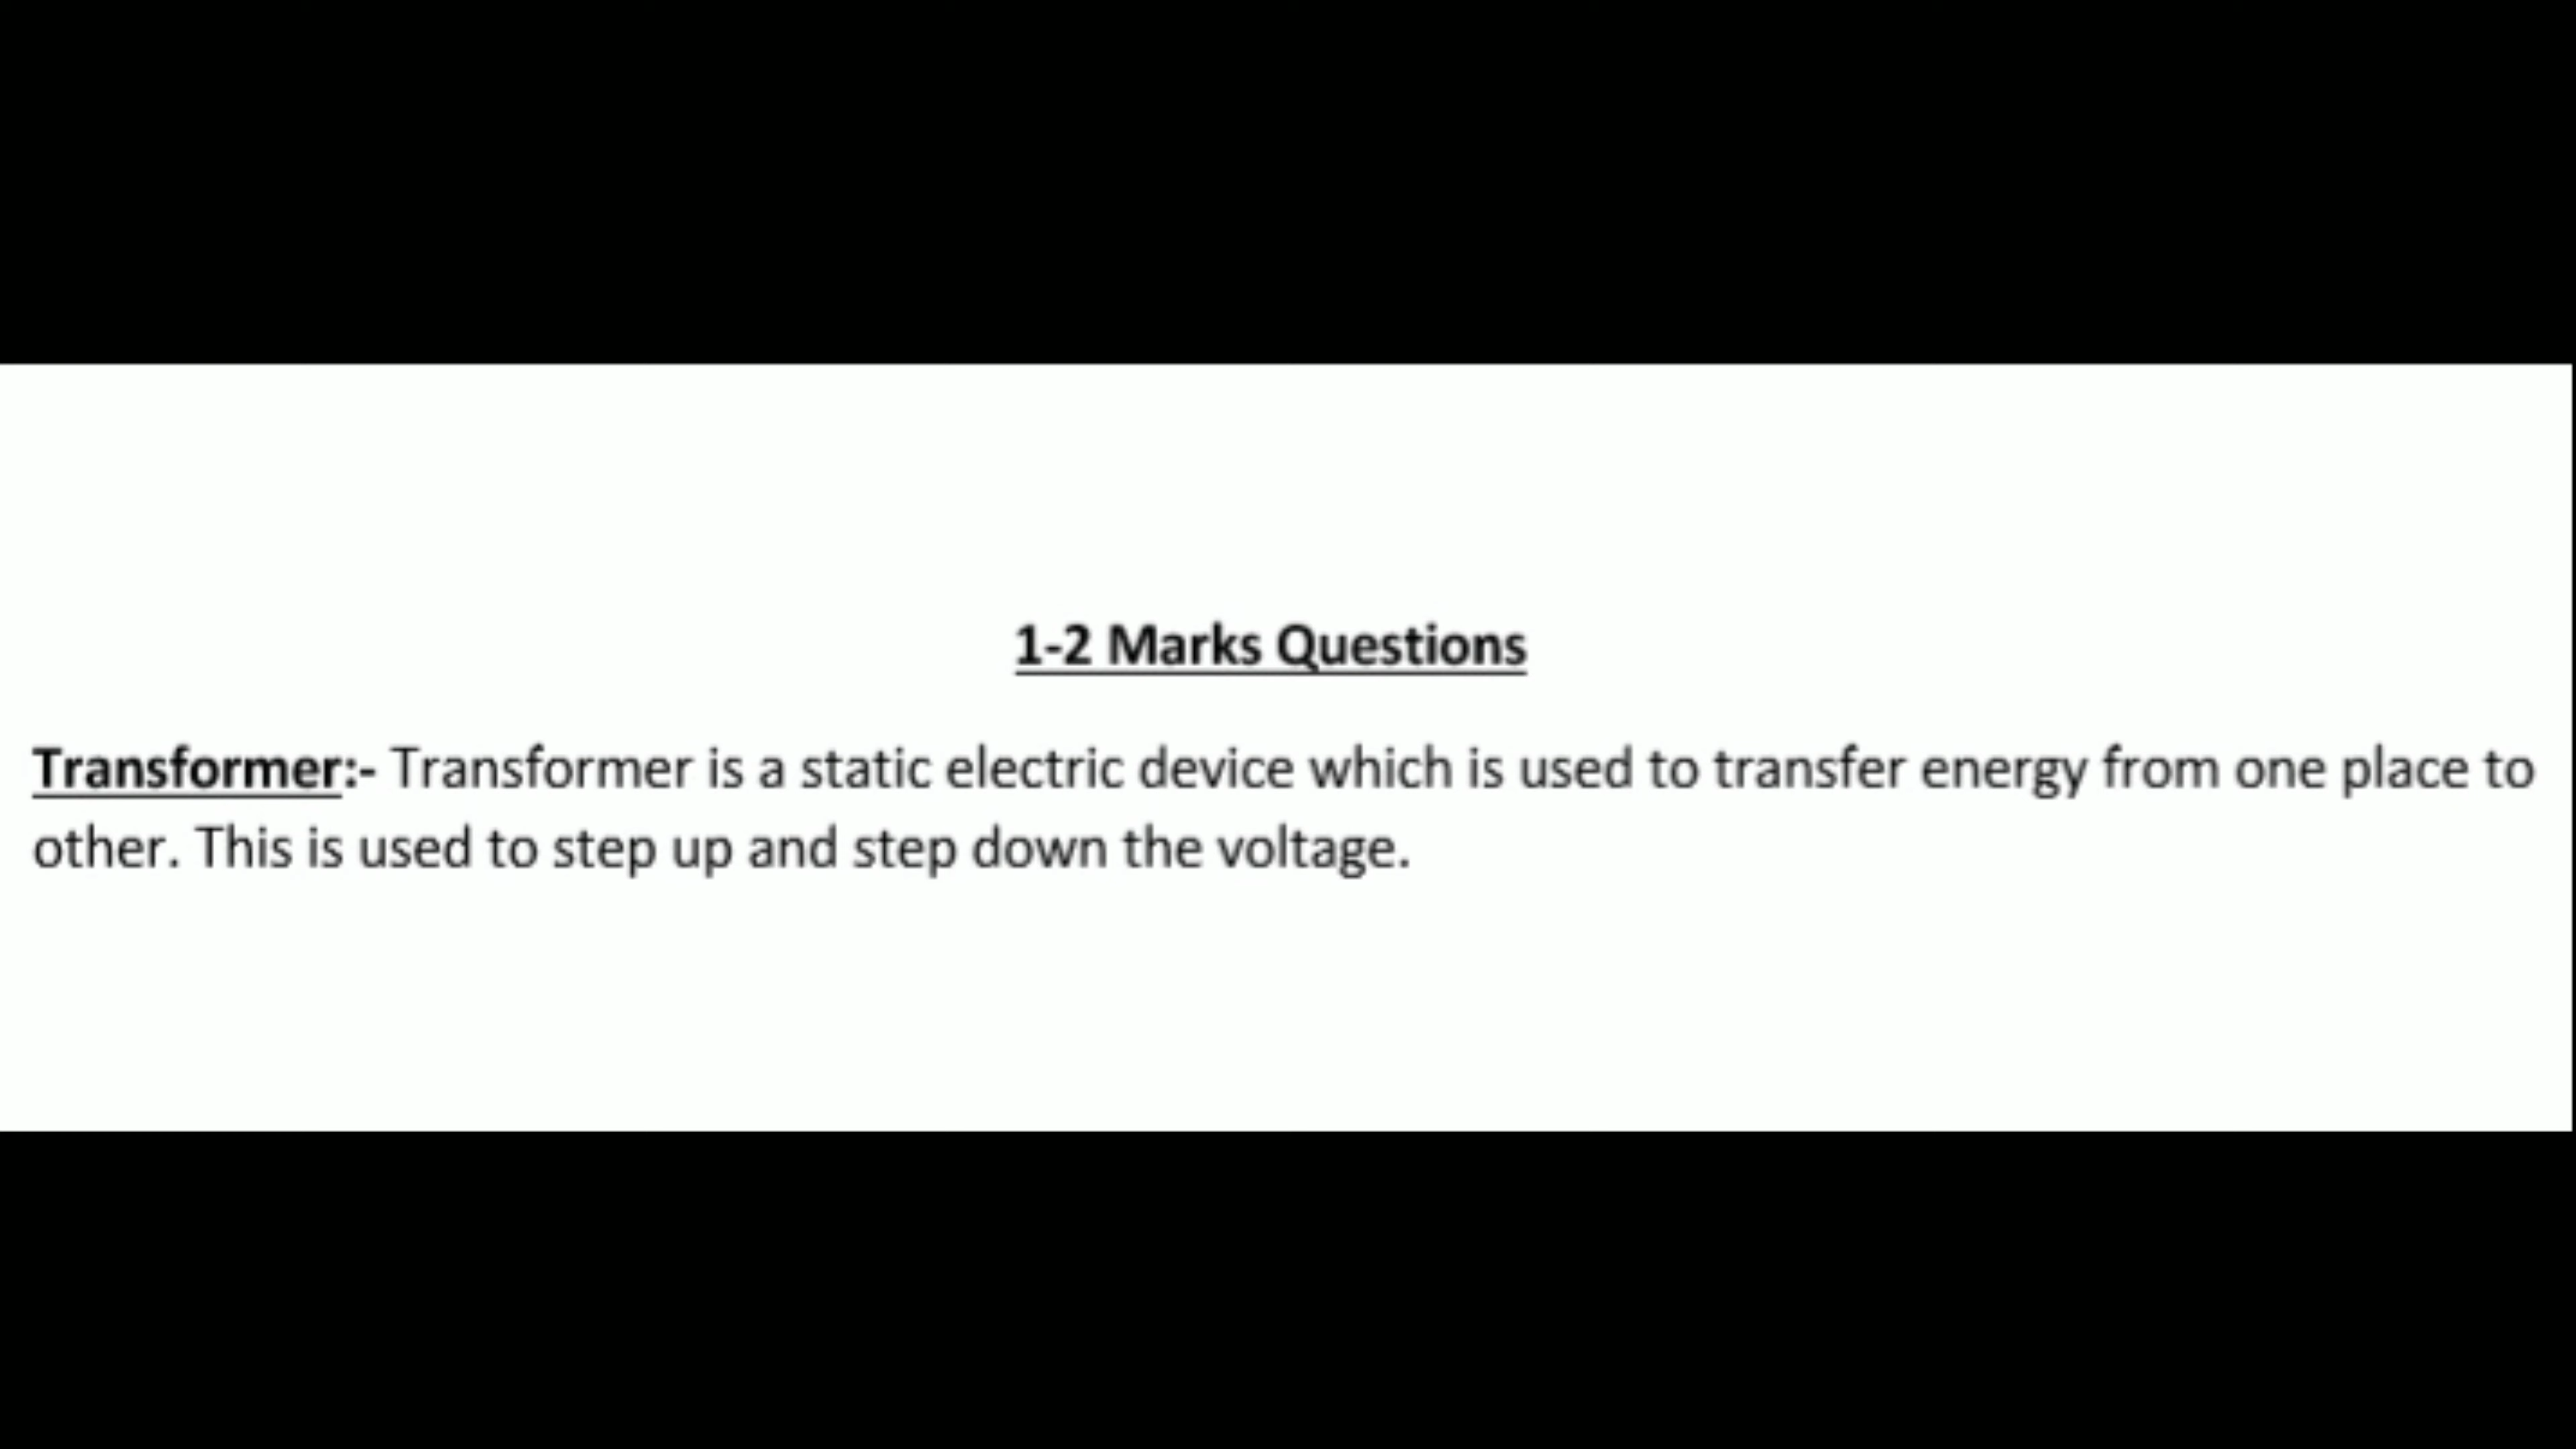 1-2 Marks Questions
Transformer:- Transformer is a static electric device which is used to transfer energy from one place to
other. This is used to step up and step down the voltage.